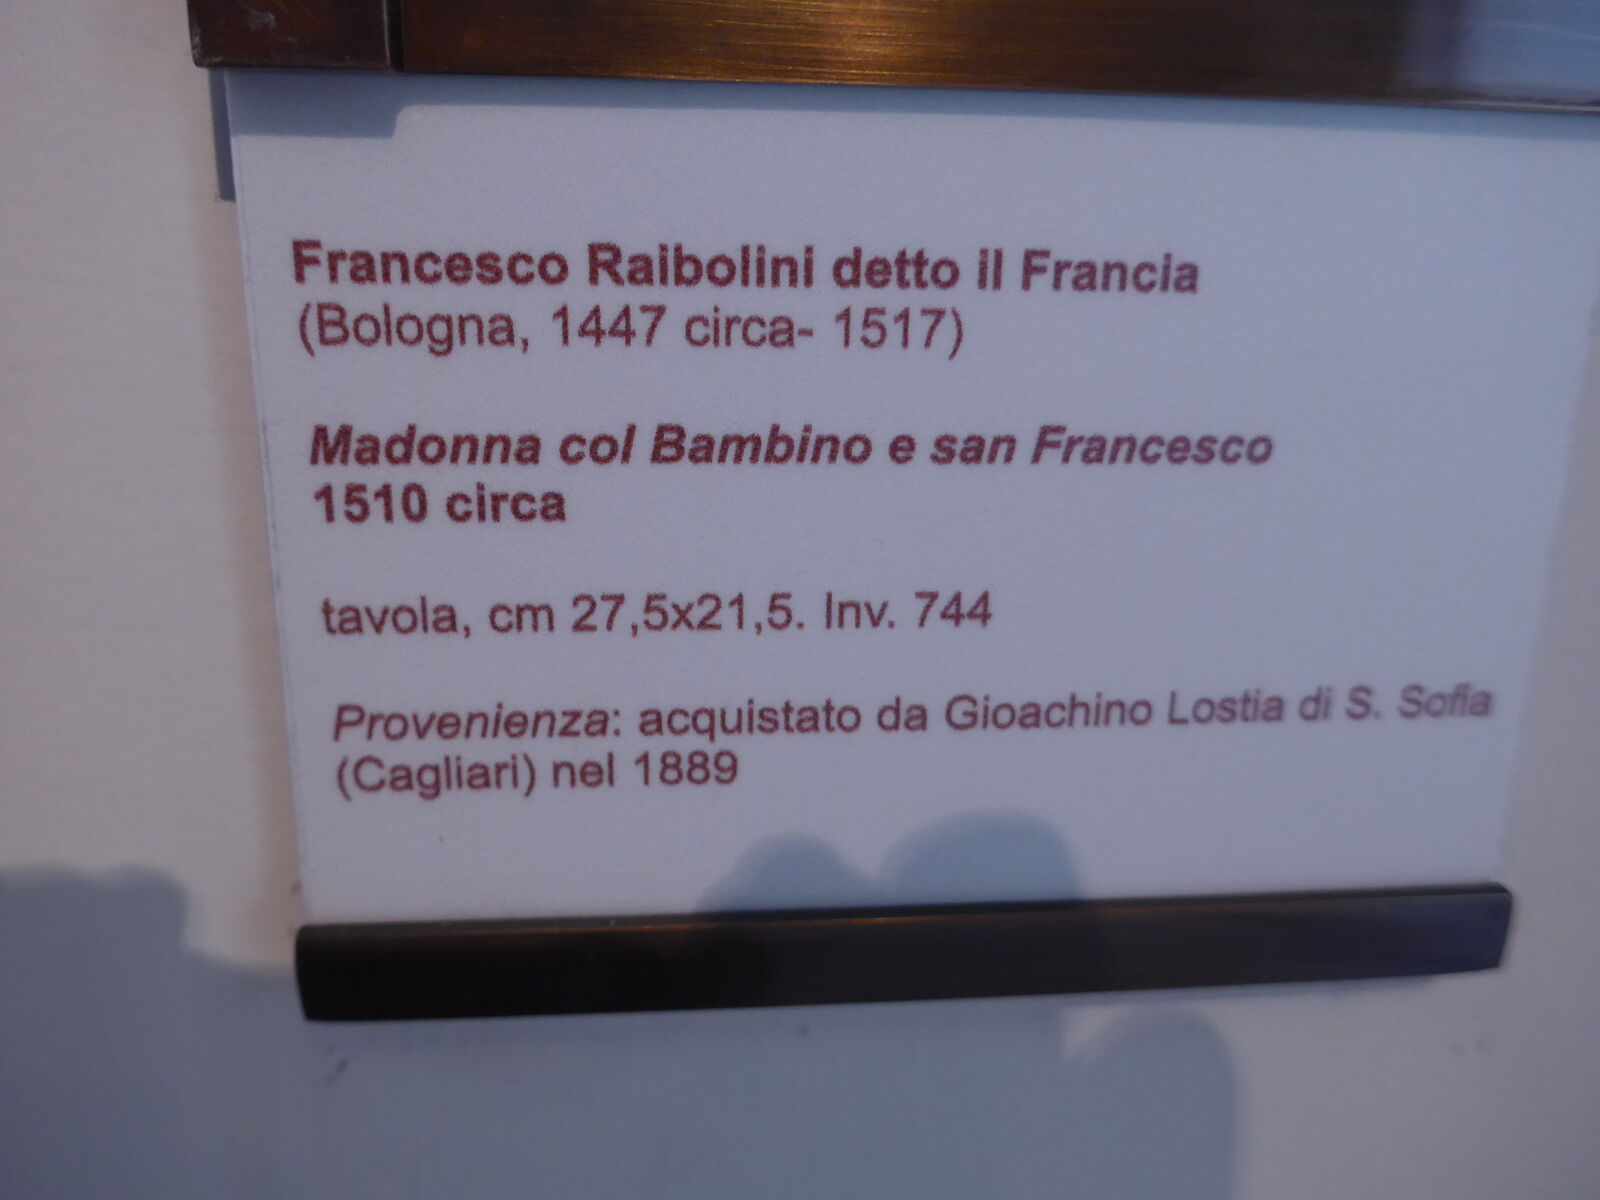 Francesco Raibolini detto il Francia
(Bologna, 1447 circa- 1517)
Madonna col Bambino e san Francesco
1510 circa
tavola, cm 27,5x21,5. Inv. 744
Provenienza: acquistato da Gioachino Lostia di S. Sofia
(Cagliari) nel 1889